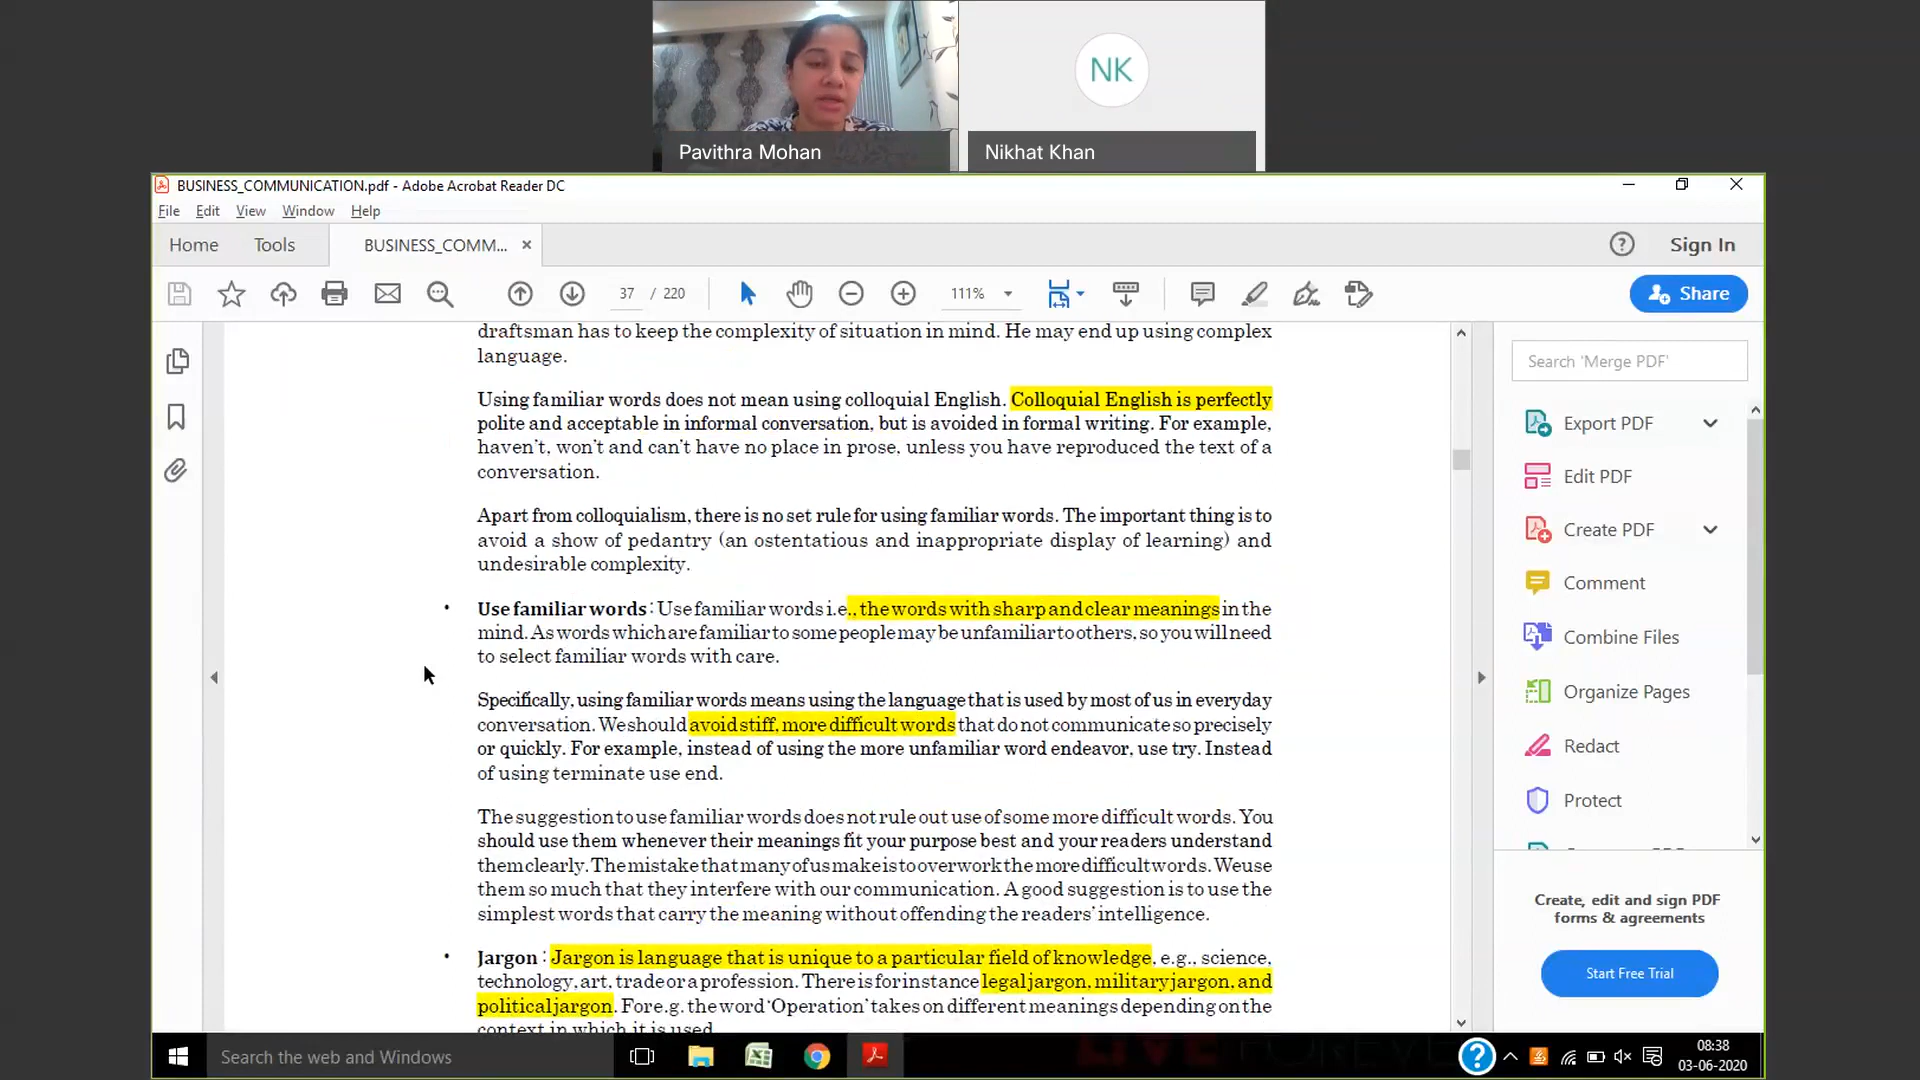 NK
Pavithra Mohan
Nikhat Khan
BUSINESS_COMMUNICATION.pdf - Adobe Acrobat Reader DC
File Edit View Window Help
Home Tools BUSINESS_COMM... × Sign In
37 / 220 111% Share
draftsman has to keep the complexity of situation in mind. He may end up using complex
language.
Using familiar words does not mean using colloquial English. Colloquial English is perfectly
polite and acceptable in informal conversation, but is avoided in formal writing. For example,
haven't, won't and can't have no place in prose, unless you have reproduced the text of a
conversation.
Apart from colloquialism, there is no set rule for using familiar words. The important thing is to
avoid a show of pedantry (an ostentatious and inappropriate display of learning) and
undesirable complexity.
• Use familiar words : Use familiar words i.e., the words with sharp and clear meanings in the
mind. As words which are familiar to some people may be unfamiliar to others, so you will need
to select familiar words with care.
Specifically, using familiar words means using the language that is used by most of us in everyday
conversation. We should avoid stiff, more difficult words that do not communicate so precisely
or quickly. For example, instead of using the more unfamiliar word endeavor, use try. Instead
of using terminate use end.
The suggestion to use familiar words does not rule out use of some more difficult words. You
should use them whenever their meanings fit your purpose best and your readers understand
them clearly. The mistake that many of us make is to overwork the more difficult words. We use
them so much that they interfere with our communication. A good suggestion is to use the
simplest words that carry the meaning without offending the readers' intelligence.
• Jargon : Jargon is language that is unique to a particular field of knowledge, e.g., science,
technology, art, trade or a profession. There is for instance legal jargon, military jargon, and
political jargon. For e.g. the word 'Operation' takes on different meanings depending on the
context in which it is used.
Search 'Merge PDF'
Export PDF
Edit PDF
Create PDF
Comment
Combine Files
Organize Pages
Redact
Protect
Create, edit and sign PDF
forms & agreements
Start Free Trial
Search the web and Windows
08:38
03-06-2020